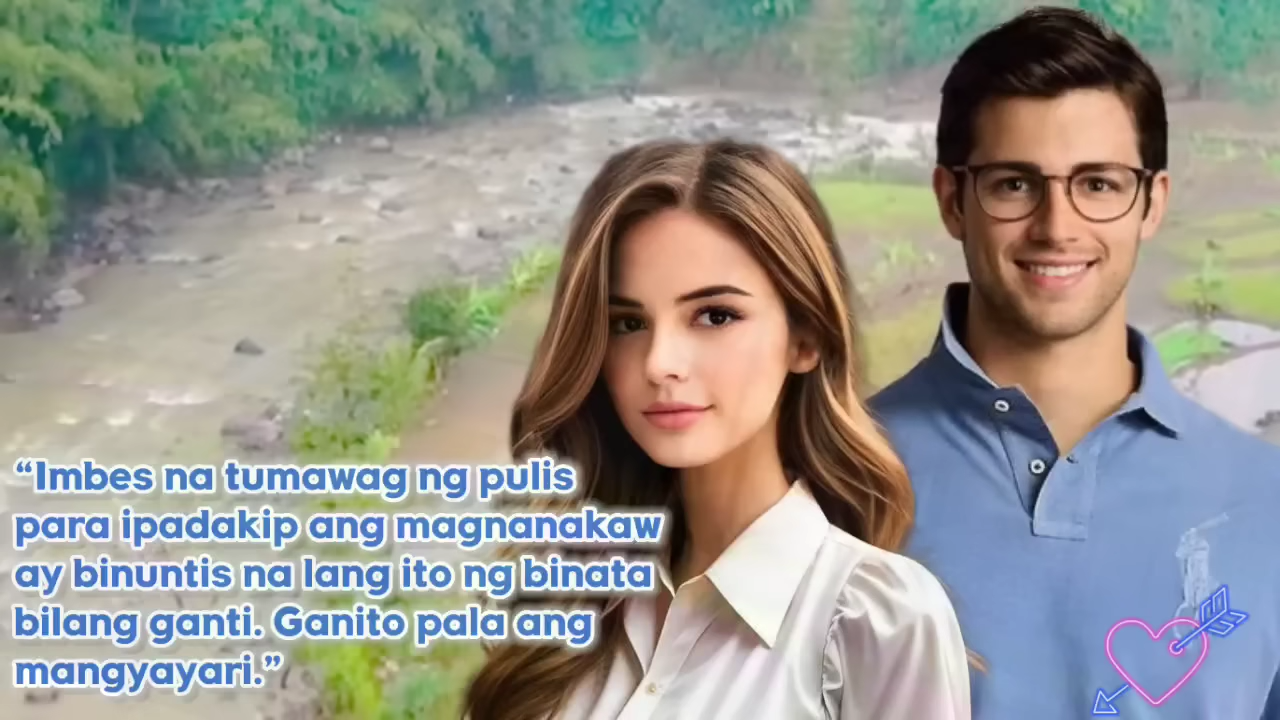 “Imbes na tumawag ng pulis
para ipadakip ang magnanakaw
ay binuntis na lang ito ng binata
bilang ganti. Ganito pala ang
mangyayari.”